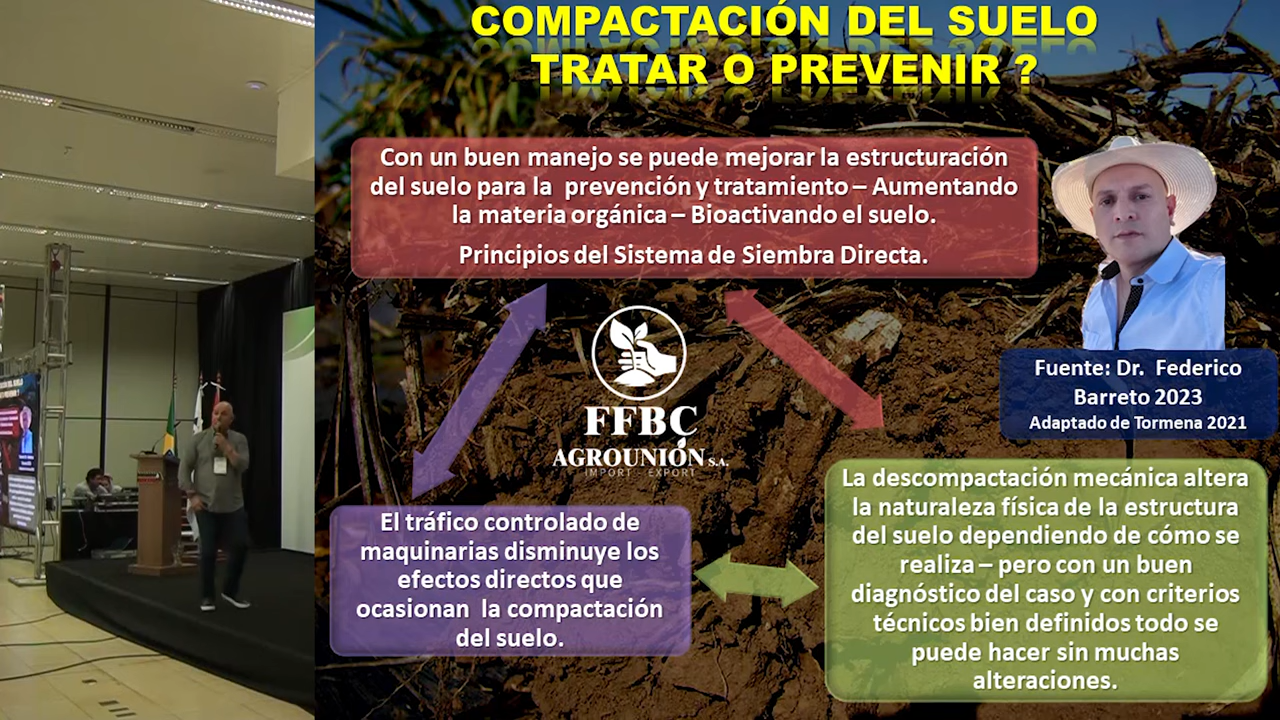 COMPACTACIÓN DEL SUELO
TRATAR O PREVENIR ?
Con un buen manejo se puede mejorar la estructuración
del suelo para la prevención y tratamiento – Aumentando
la materia orgánica – Bioactivando el suelo.
Principios del Sistema de Siembra Directa.
FFBC
AGROUNIÓN S.A.
IMPORT - EXPORT
Fuente: Dr. Federico
Barreto 2023
Adaptado de Tormena 2021
El tráfico controlado de
maquinarias disminuye los
efectos directos que
ocasionan la compactación
del suelo.
La descompactación mecánica altera
la naturaleza física de la estructura
del suelo dependiendo de cómo se
realiza – pero con un buen
diagnóstico del caso y con criterios
técnicos bien definidos todo se
puede hacer sin muchas
alteraciones.